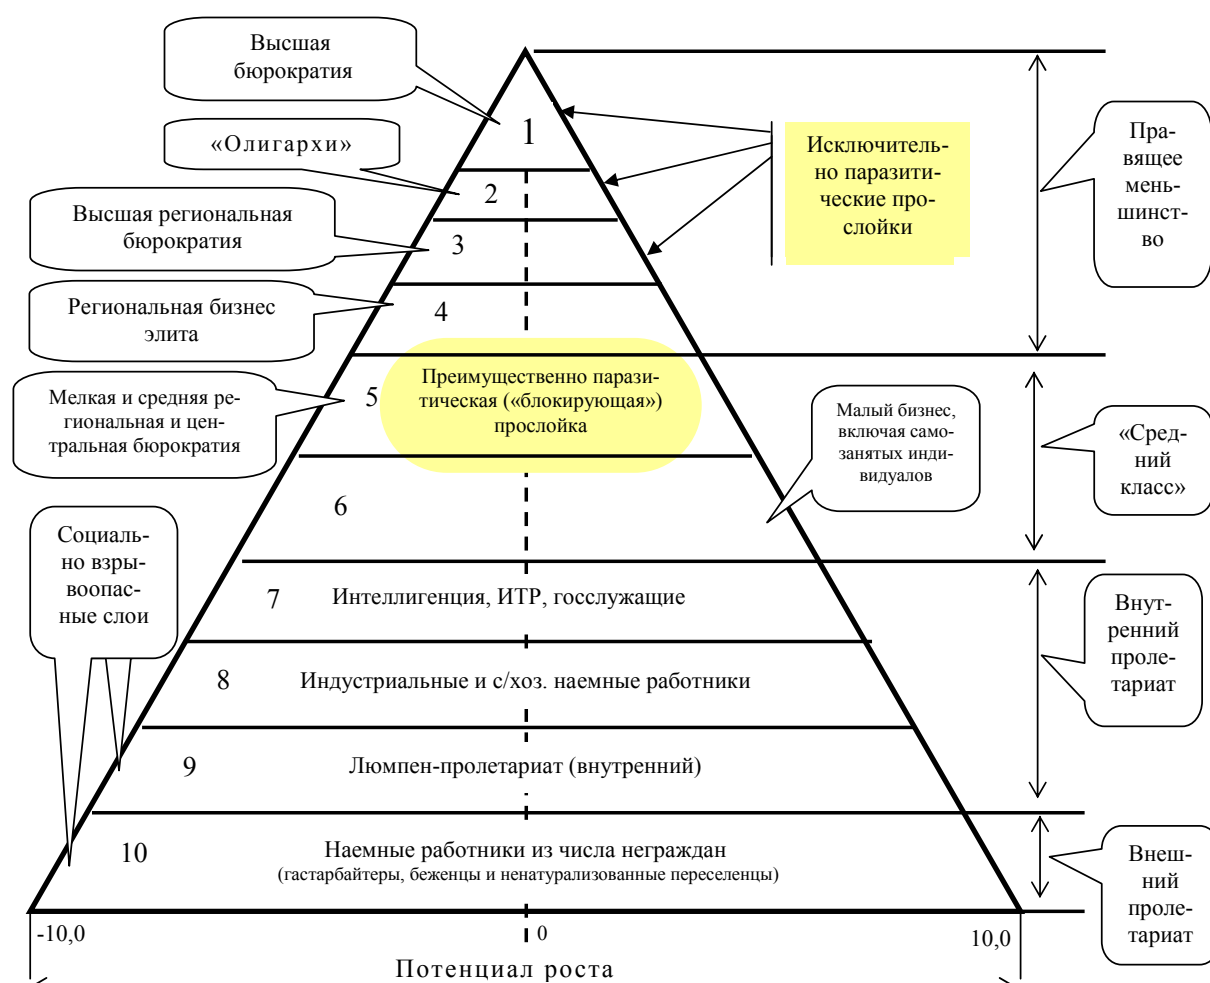 Высшая
бюрократия
1
«Олигархи»
2
Исключитель-
но паразити-
ческие про-
слойки
Пра-
вящее
мень-
шинст-
во
Высшая региональная
бюрократия
3
Региональная бизнес
элита
4
Мелкая и средняя ре-
гиональная и цен-
тральная бюрократия
5
Преимущественно парази-
тическая («блокирующая»)
прослойка
Малый бизнес,
включая само-
занятых инди-
видуалов
«Сред-
ний
класс»
6
Социаль-
но взры-
воопас-
ные слои
7
Интеллигенция, ИТР, госслужащие
Внут-
ренний
проле-
тариат
8
Индустриальные и с/хоз. наемные работники
9
Люмпен-пролетариат (внутренний)
10
Наемные работники из числа неграждан
(гастарбайтеры, беженцы и ненатурализованные переселенцы)
Внеш-
ний
проле-
тариат
-10,0
0
10,0
Потенциал роста